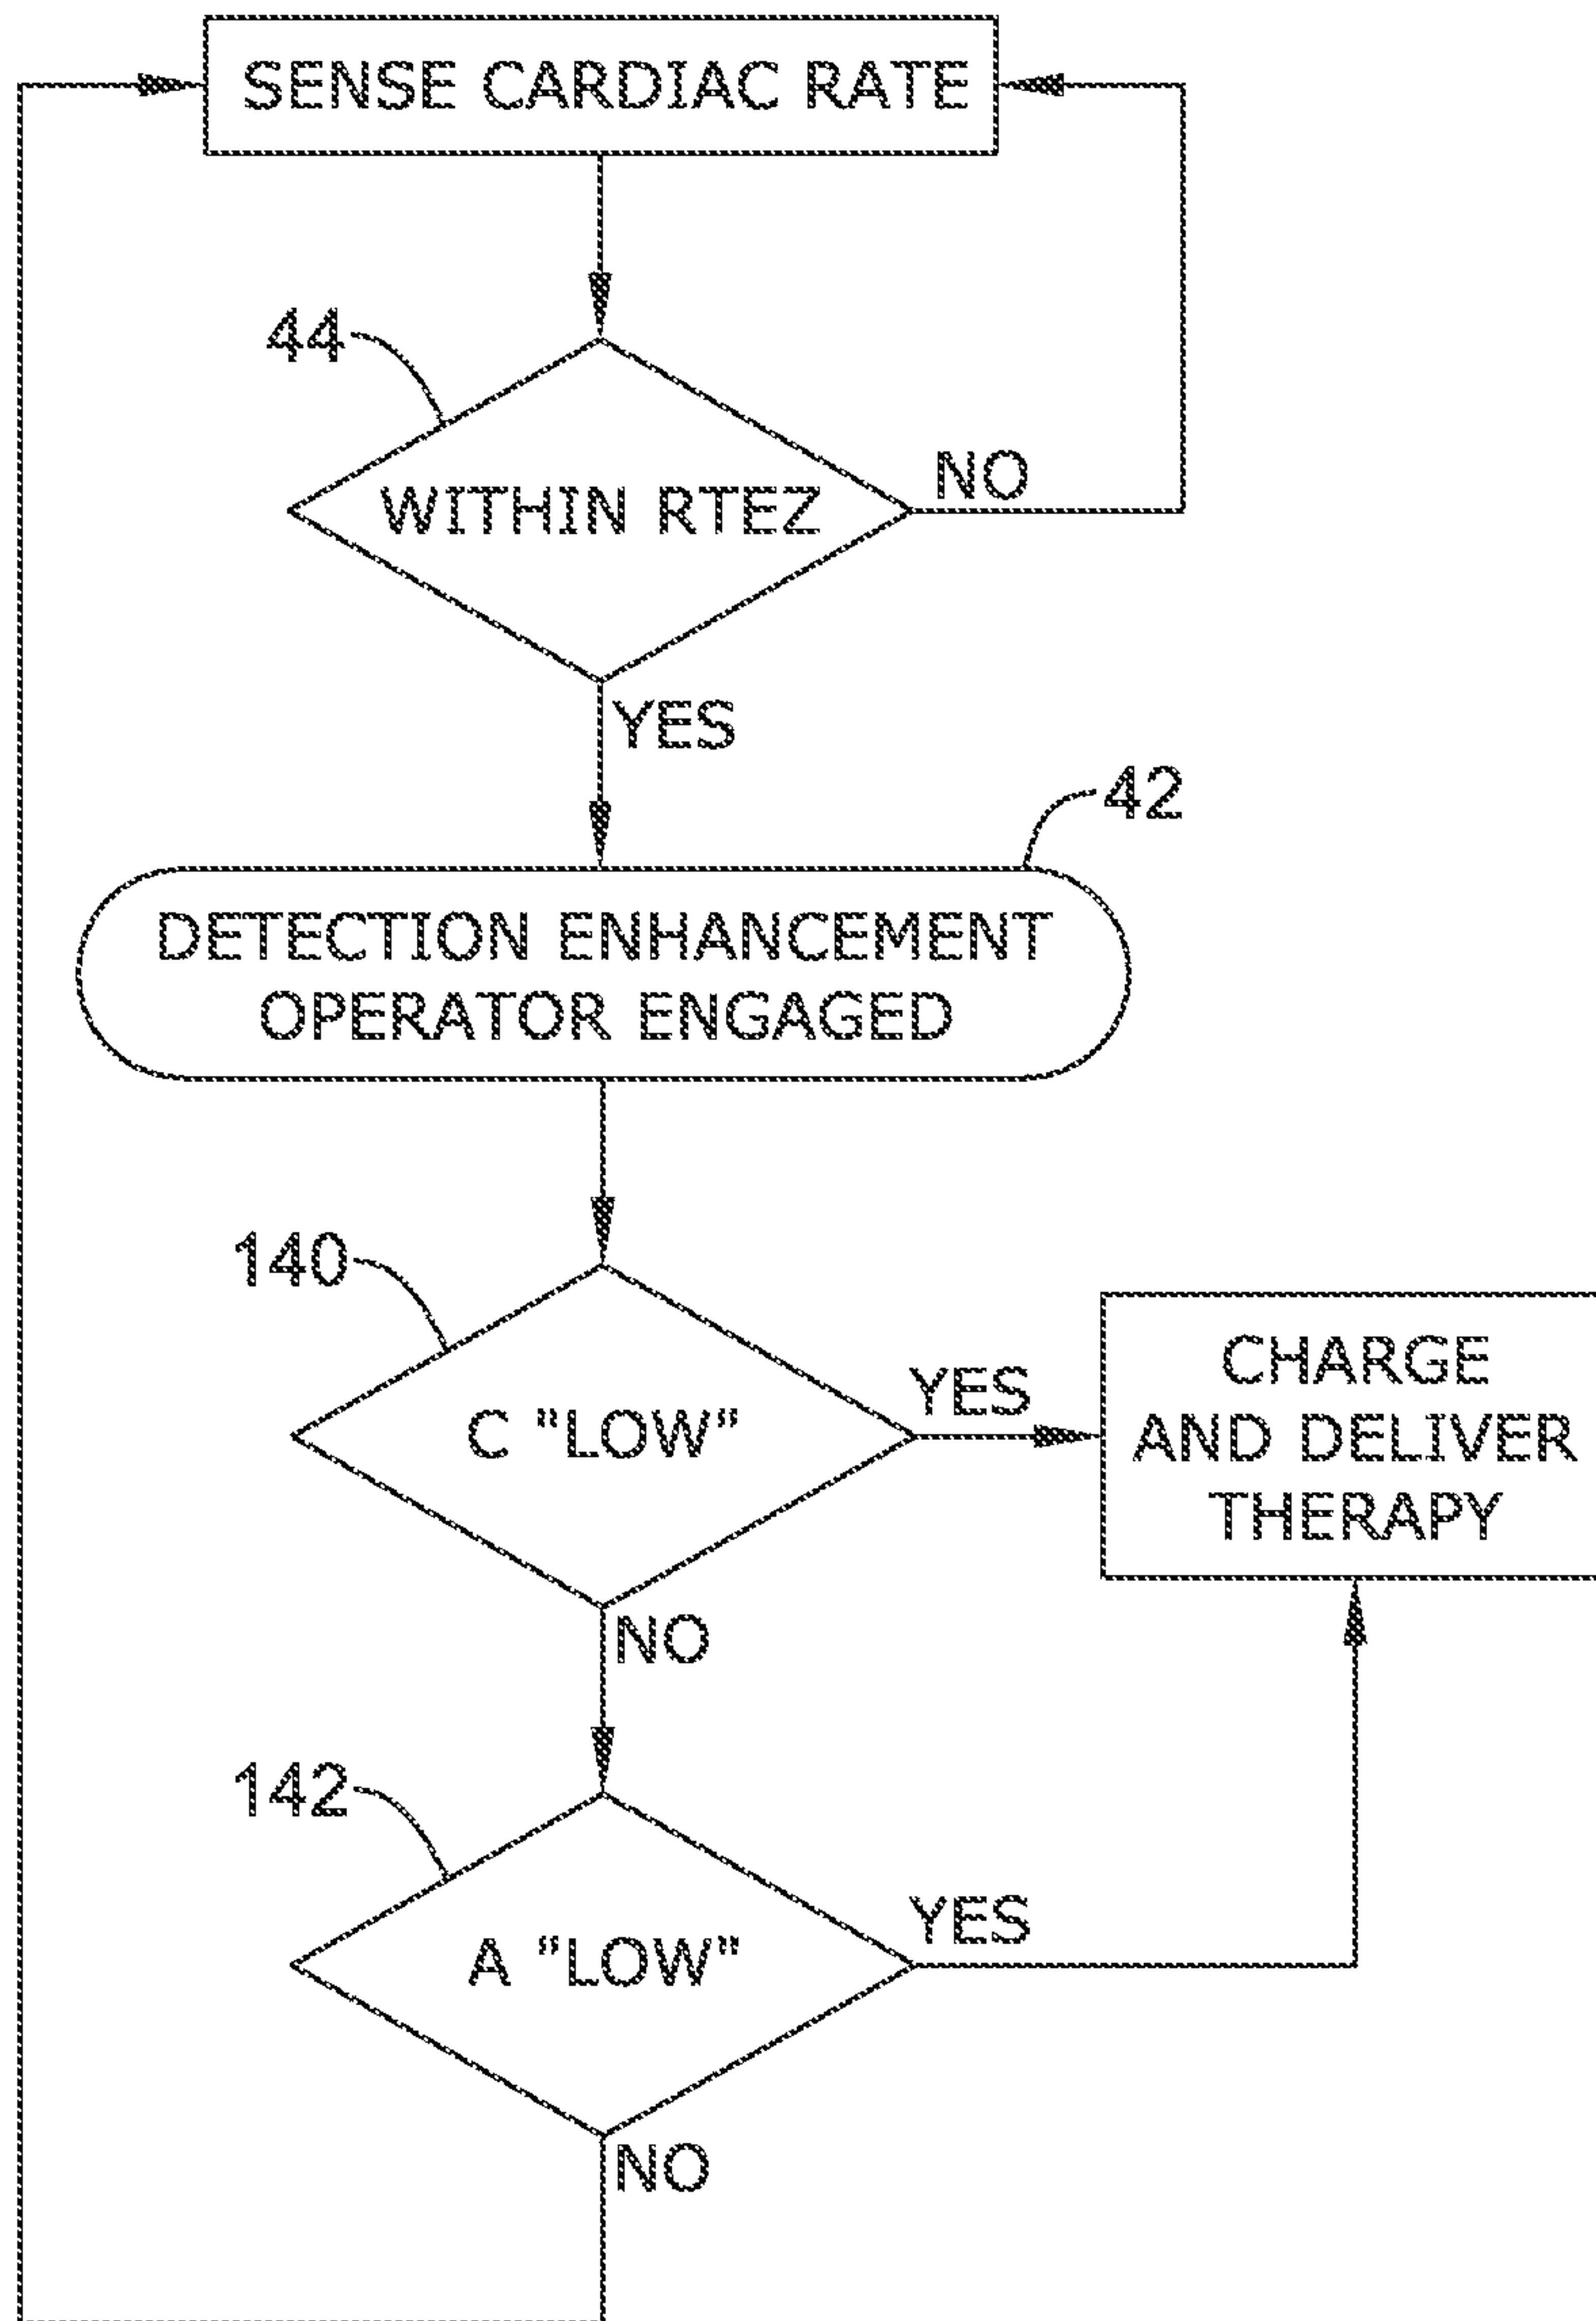 SENSE CARDIAC RATE
44
WITHIN RTEZ
NO
YES
42
DETECTION ENHANCEMENT
OPERATOR ENGAGED
140
C "LOW"
YES
CHARGE
AND DELIVER
THERAPY
NO
142
A "LOW"
YES
NO